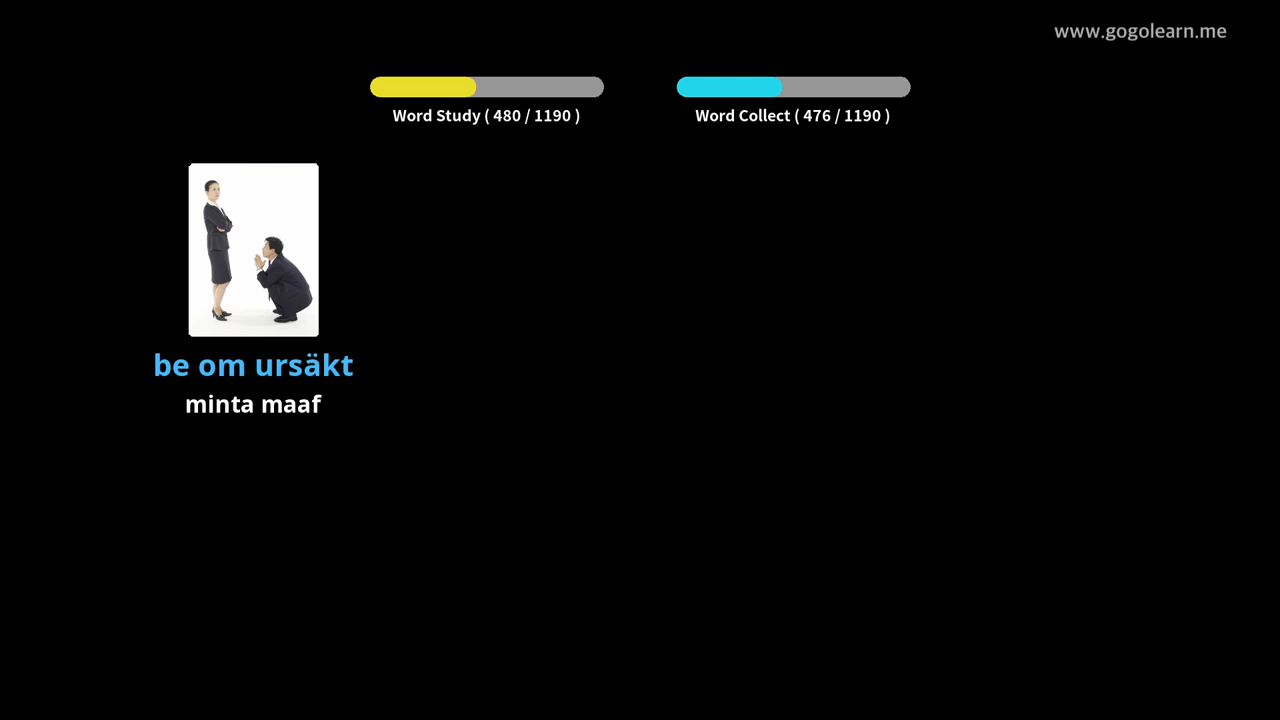 www.gogolearn.me
Word Study ( 480 / 1190 )
Word Collect ( 476 / 1190 )
be om ursäkt
minta maaf